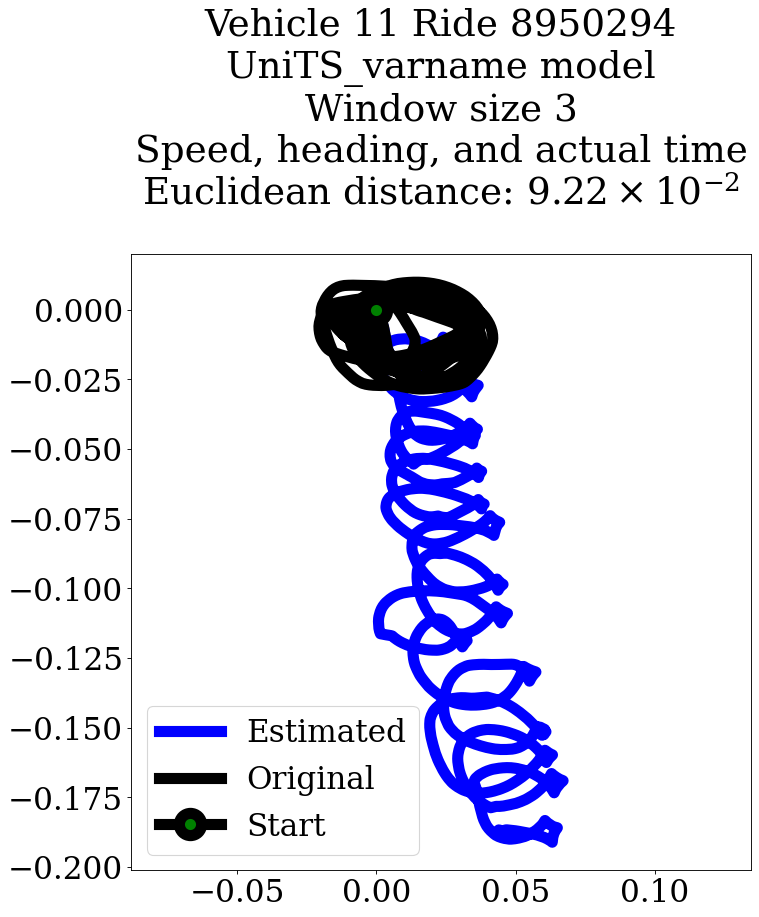 Vehicle 11 Ride 8950294
UniTS_varname model
Window size 3
Speed, heading, and actual time
Euclidean distance: 9.22 × 10⁻²
0.000
−0.025
−0.050
−0.075
−0.100
−0.125
−0.150
−0.175
−0.200
Estimated
Original
Start
−0.05 0.00 0.05 0.10